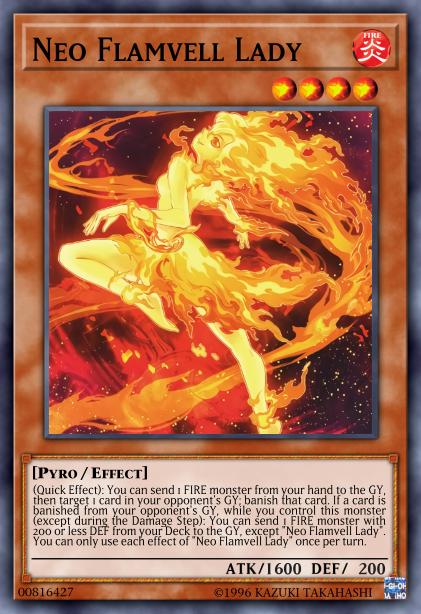 NEO FLAMVELL LADY
FIRE
炎
[PYRO / EFFECT]
(Quick Effect): You can send 1 FIRE monster from your hand to the GY,
then target 1 card in your opponent's GY; banish that card. If a card is
banished from your opponent's GY, while you control this monster
(except during the Damage Step): You can send 1 FIRE monster with
200 or less DEF from your Deck to the GY, except "Neo Flamvell Lady".
You can only use each effect of "Neo Flamvell Lady" once per turn.
ATK/1600 DEF/ 200
00816427
©1996 KAZUKI TAKAHASHI